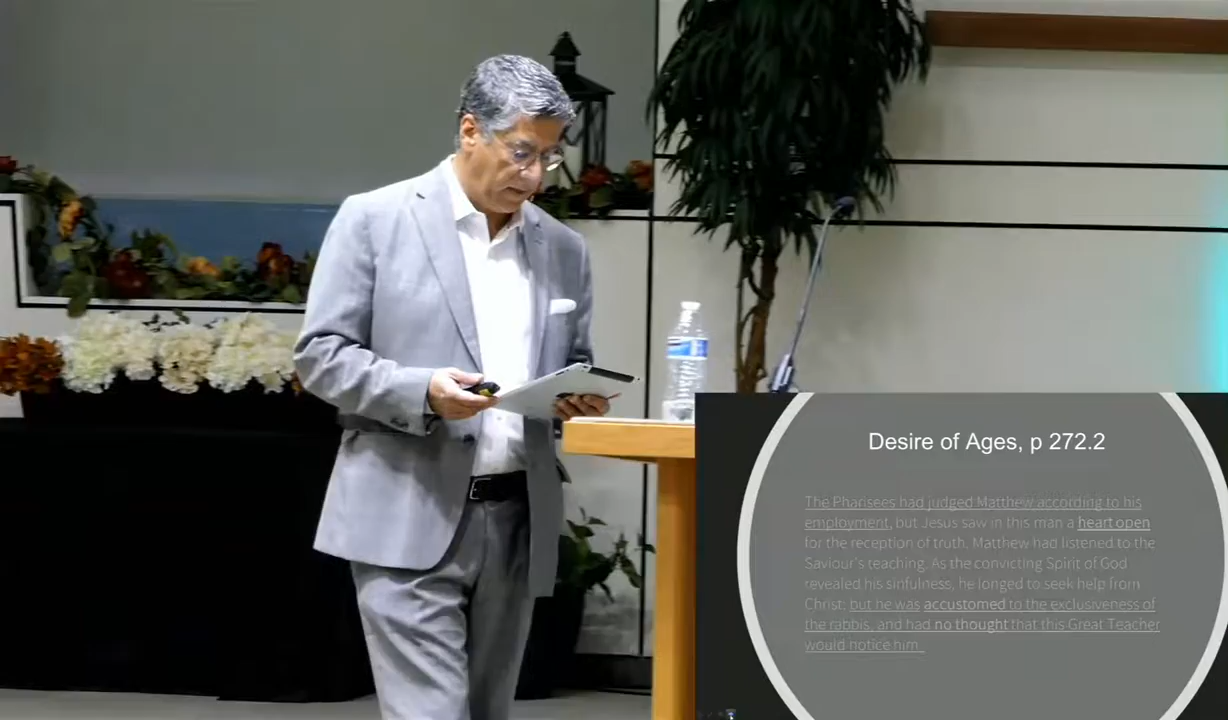 Desire of Ages, p 272.2
The Pharisees had judged Matthew according to his
employment, but Jesus saw in this man a heart open
for the reception of truth. Matthew had listened to the
Saviour's teaching. As the convicting Spirit of God
revealed his sinfulness, he longed to seek help from
Christ; but he was accustomed to the exclusiveness of
the rabbis, and had no thought that this Great Teacher
would notice him.